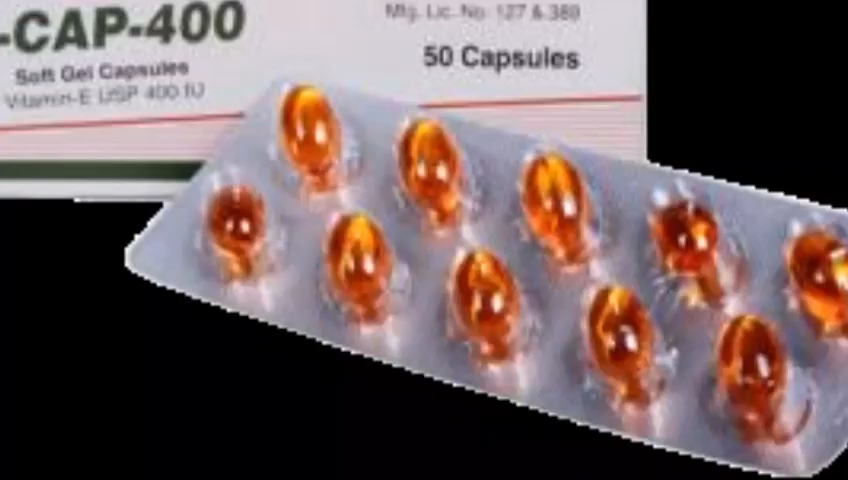 -CAP-400
Soft Gel Capsules
Vitamin-E USP 400 IU
Mfg. Lic. No. 127 & 389
50 Capsules